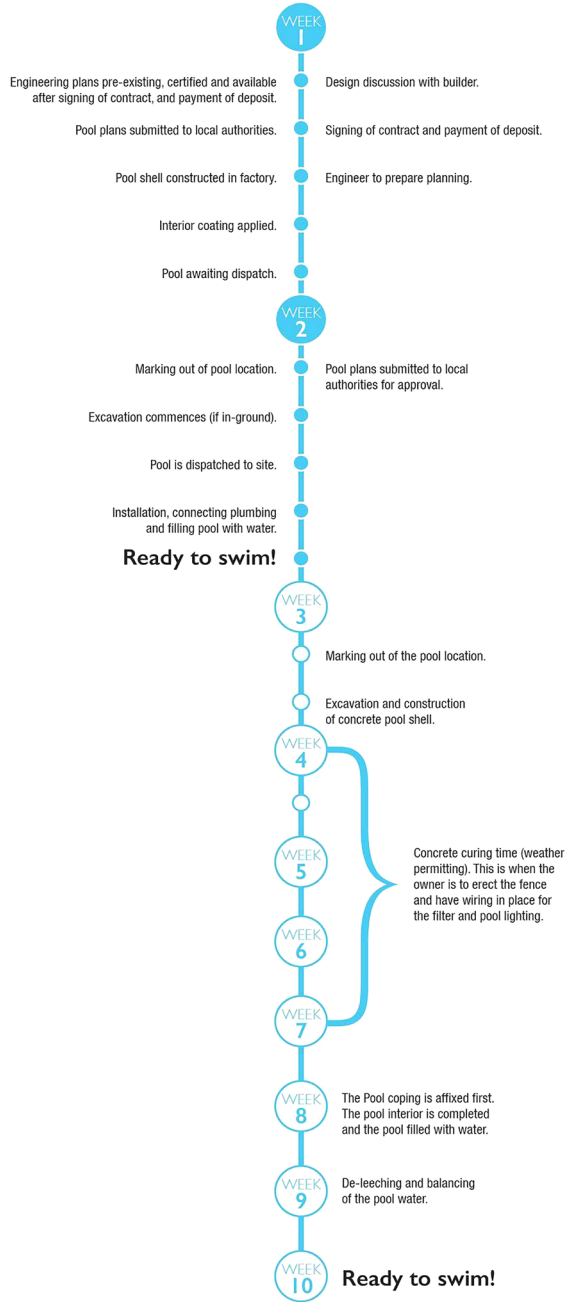 WEEK
1
Engineering plans pre-existing, certified and available
after signing of contract, and payment of deposit.
Design discussion with builder.
Pool plans submitted to local authorities.
Signing of contract and payment of deposit.
Pool shell constructed in factory.
Engineer to prepare planning.
Interior coating applied.
Pool awaiting dispatch.
WEEK
2
Marking out of pool location.
Pool plans submitted to local
authorities for approval.
Excavation commences (if in-ground).
Pool is dispatched to site.
Installation, connecting plumbing
and filling pool with water.
Ready to swim!
WEEK
3
Marking out of the pool location.
Excavation and construction
of concrete pool shell.
WEEK
4
Concrete curing time (weather
permitting). This is when the
owner is to erect the fence
and have wiring in place for
the filter and pool lighting.
WEEK
5
WEEK
6
WEEK
7
WEEK
8
The Pool coping is affixed first.
The pool interior is completed
and the pool filled with water.
WEEK
9
De-leeching and balancing
of the pool water.
WEEK
10
Ready to swim!